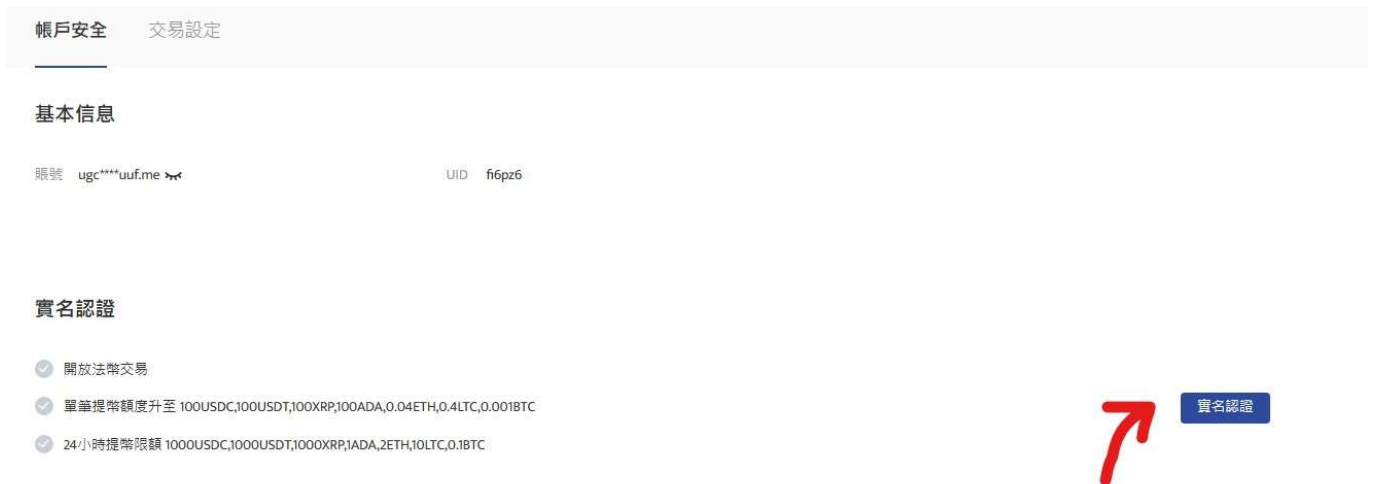 帳戶安全 交易設定
基本信息
賬號 ugc****uuf.me UID fi6pz6
實名認證
開放法幣交易
單筆提幣額度升至 100USDC,100USDT,100XRP,100ADA,0.04ETH,0.4LTC,0.001BTC
實名認證
24小時提幣限額 1000USDC,1000USDT,1000XRP,1ADA,2ETH,10LTC,0.1BTC